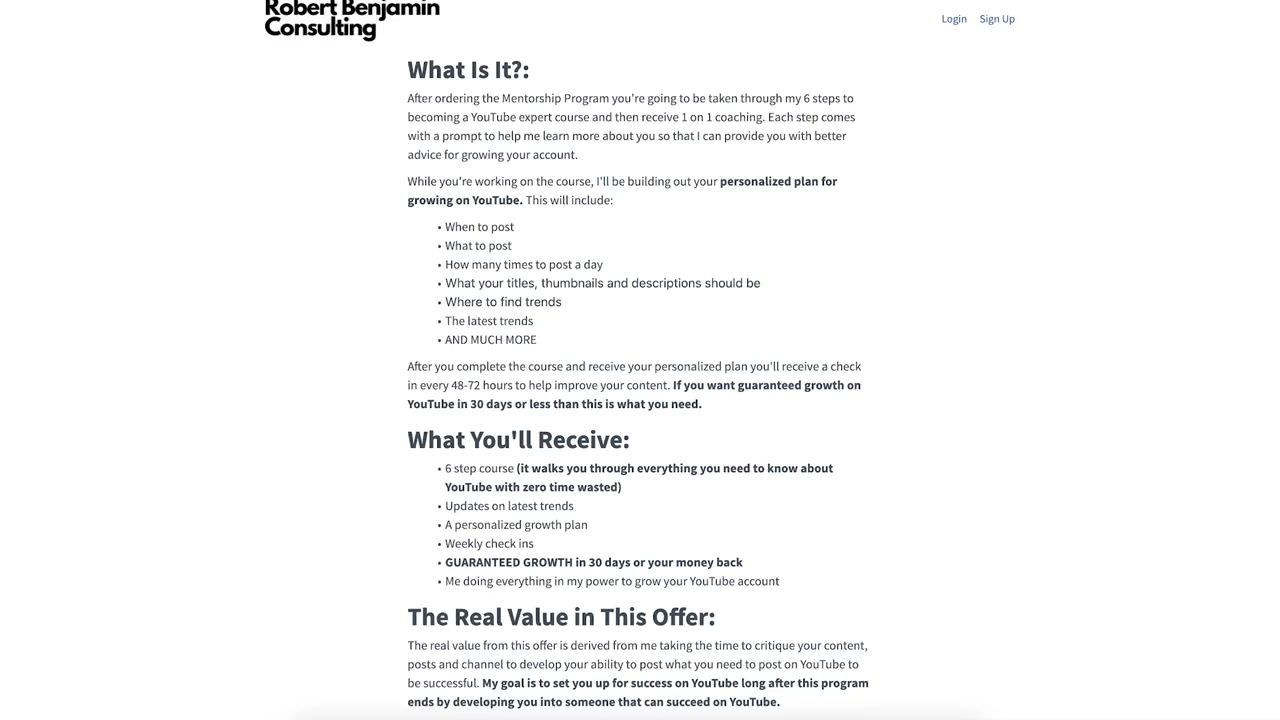 Robert Benjamin
Consulting
Login Sign Up
What Is It?:
After ordering the Mentorship Program you're going to be taken through my 6 steps to
becoming a YouTube expert course and then receive 1 on 1 coaching. Each step comes
with a prompt to help me learn more about you so that I can provide you with better
advice for growing your account.
While you're working on the course, I'll be building out your personalized plan for
growing on YouTube. This will include:
• When to post
• What to post
• How many times to post a day
• What your titles, thumbnails and descriptions should be
• Where to find trends
• The latest trends
• AND MUCH MORE
After you complete the course and receive your personalized plan you'll receive a check
in every 48-72 hours to help improve your content. If you want guaranteed growth on
YouTube in 30 days or less than this is what you need.
What You'll Receive:
• 6 step course (it walks you through everything you need to know about
YouTube with zero time wasted)
• Updates on latest trends
• A personalized growth plan
• Weekly check ins
• GUARANTEED GROWTH in 30 days or your money back
• Me doing everything in my power to grow your YouTube account
The Real Value in This Offer:
The real value from this offer is derived from me taking the time to critique your content,
posts and channel to develop your ability to post what you need to post on YouTube to
be successful. My goal is to set you up for success on YouTube long after this program
ends by developing you into someone that can succeed on YouTube.